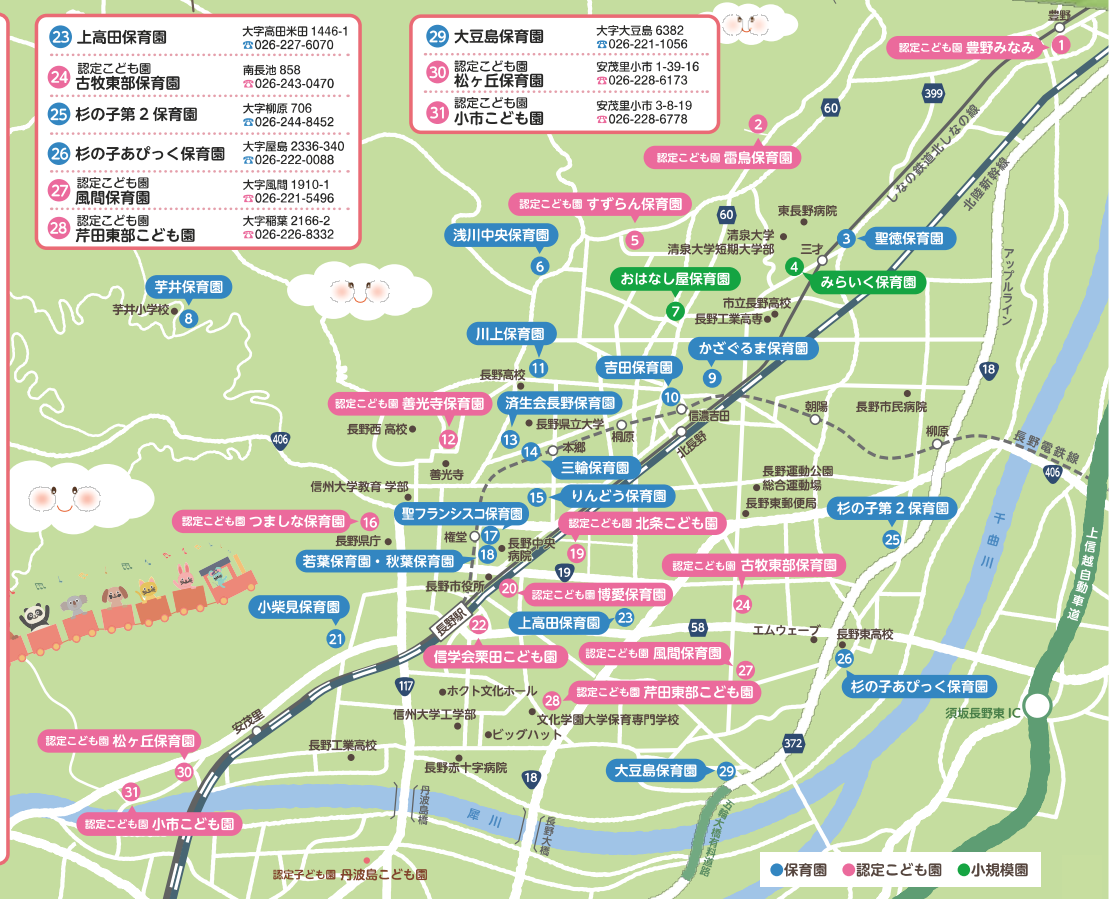 23 上高田保育園
大字高田米田 1446-1
☎026-227-6070
認定こども園
24 古牧東部保育園
南長池 858
☎026-243-0470
25 杉の子第2保育園
大字柳原 706
☎026-244-8452
26 杉の子あぴっく保育園
大字屋島 2336-340
☎026-222-0088
認定こども園
27 風間保育園
大字風間 1910-1
☎026-221-5496
認定こども園
28 芹田東部こども園
大字稲葉 2166-2
☎026-226-8332
29 大豆島保育園
大字大豆島 6382
☎026-221-1056
認定こども園
30 松ヶ丘保育園
安茂里小市 1-39-16
☎026-228-6173
認定こども園
31 小市こども園
安茂里小市 3-8-19
☎026-228-6778
豊野
認定こども園 豊野みなみ 1
399
60
2
認定こども園 雷鳥保育園
しなの鉄道北しなの線
北陸新幹線
認定こども園 すずらん保育園
5
60
東長野病院
清泉大学
清泉大学短期大学部
三才
3 聖徳保育園
浅川中央保育園
6
4
みらいく保育園
おはなし屋保育園
7
アップルライン
芋井保育園
芋井小学校
8
市立長野高校
長野工業高専
川上保育園
11
かざぐるま保育園
9
吉田保育園
10
18
長野高校
認定こども園 善光寺保育園
12
済生会長野保育園
13
長野西 高校
長野県立大学
桐原
信濃吉田
北長野
朝陽
長野市民病院
柳原
長野電鉄線
406
406
14
本郷
三輪保育園
善光寺
信州大学教育 学部
長野運動公園
総合運動場
長野東郵便局
15 りんどう保育園
聖フランシスコ保育園
17
認定こども園 つましな保育園 16
長野県庁
権堂
認定こども園 北条こども園
19
杉の子第2保育園
25
千曲川
上信越自動車道
若葉保育園・秋葉保育園 18
長野中央
病院
19
認定こども園 古牧東部保育園
24
長野市役所
20 認定こども園 博愛保育園
小柴見保育園
21
長野駅
22
上高田保育園 23
58
エムウェーブ
長野東高校
26
杉の子あぴっく保育園
信学会栗田こども園
認定こども園 風間保育園
27
117
ホクト文化ホール
28 認定こども園 芹田東部こども園
須坂長野東 IC
信州大学工学部
文化学園大学保育専門学校
ビッグハット
安茂里
認定こども園 松ヶ丘保育園
30
長野工業高校
長野赤十字病院
372
18
大豆島保育園 29
31
認定こども園 小市こども園
丹波島橋
犀川
長野大橋
五輪大橋有料道路
認定子ども園 丹波島こども園
保育園 認定こども園 小規模園